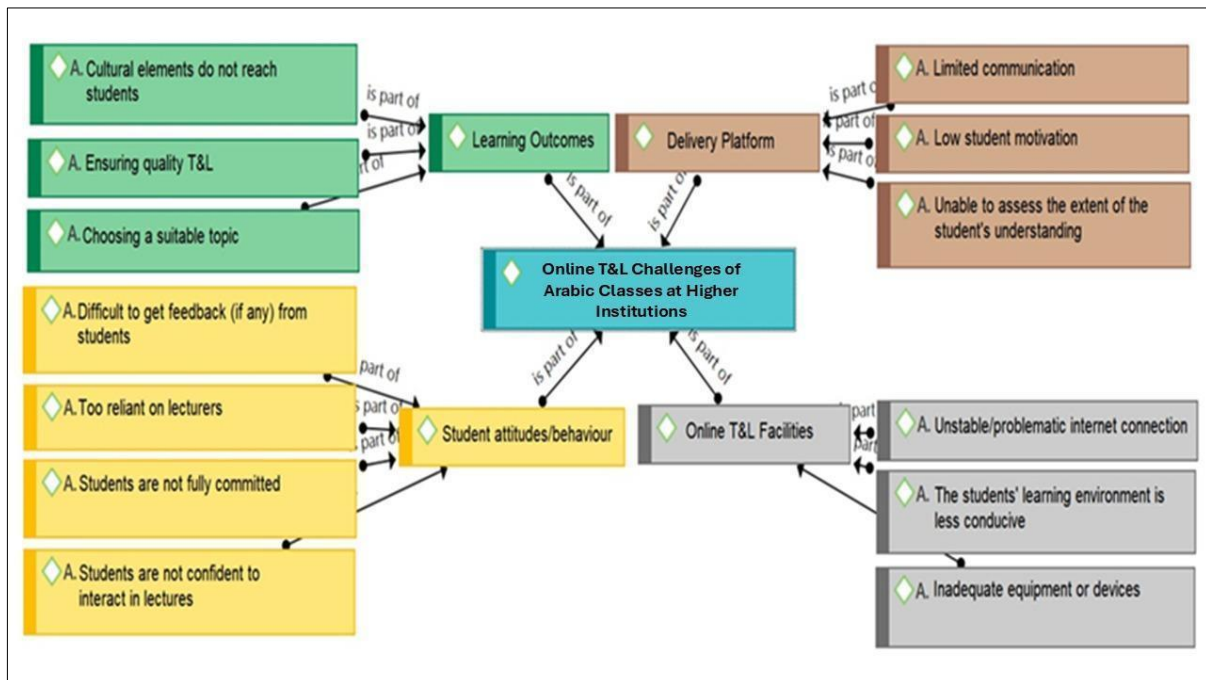 A. Cultural elements do not reach
students
A. Ensuring quality T&L
A. Choosing a suitable topic
is part of
is part of
rt of
Learning Outcomes
Delivery Platform
is part of
is part of
is part of
A. Limited communication
A. Low student motivation
A. Unable to assess the extent of the
student's understanding
is part of
is part of
Online T&L Challenges of
Arabic Classes at Higher
Institutions
is part of
is part of
A. Difficult to get feedback (if any) from
students
A. Too reliant on lecturers
A. Students are not fully committed
A. Students are not confident to
interact in lectures
part of
is part of
is part of
Student attitudes/behaviour
Online T&L Facilities
is part
part
A. Unstable/problematic internet connection
A. The students' learning environment is
less conducive
A. Inadequate equipment or devices